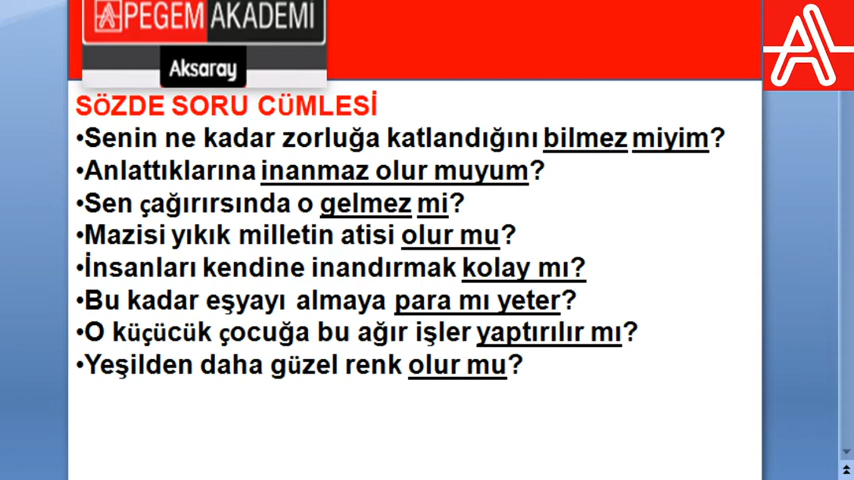 PEGEM AKADEMİ
Aksaray
SÖZDE SORU CÜMLESİ
•Senin ne kadar zorluğa katlandığını bilmez miyim?
•Anlattıklarına inanmaz olur muyum?
•Sen çağırırsında o gelmez mi?
•Mazisi yıkık milletin atisi olur mu?
•İnsanları kendine inandırmak kolay mı?
•Bu kadar eşyayı almaya para mı yeter?
•O küçücük çocuğa bu ağır işler yaptırılır mı?
•Yeşilden daha güzel renk olur mu?